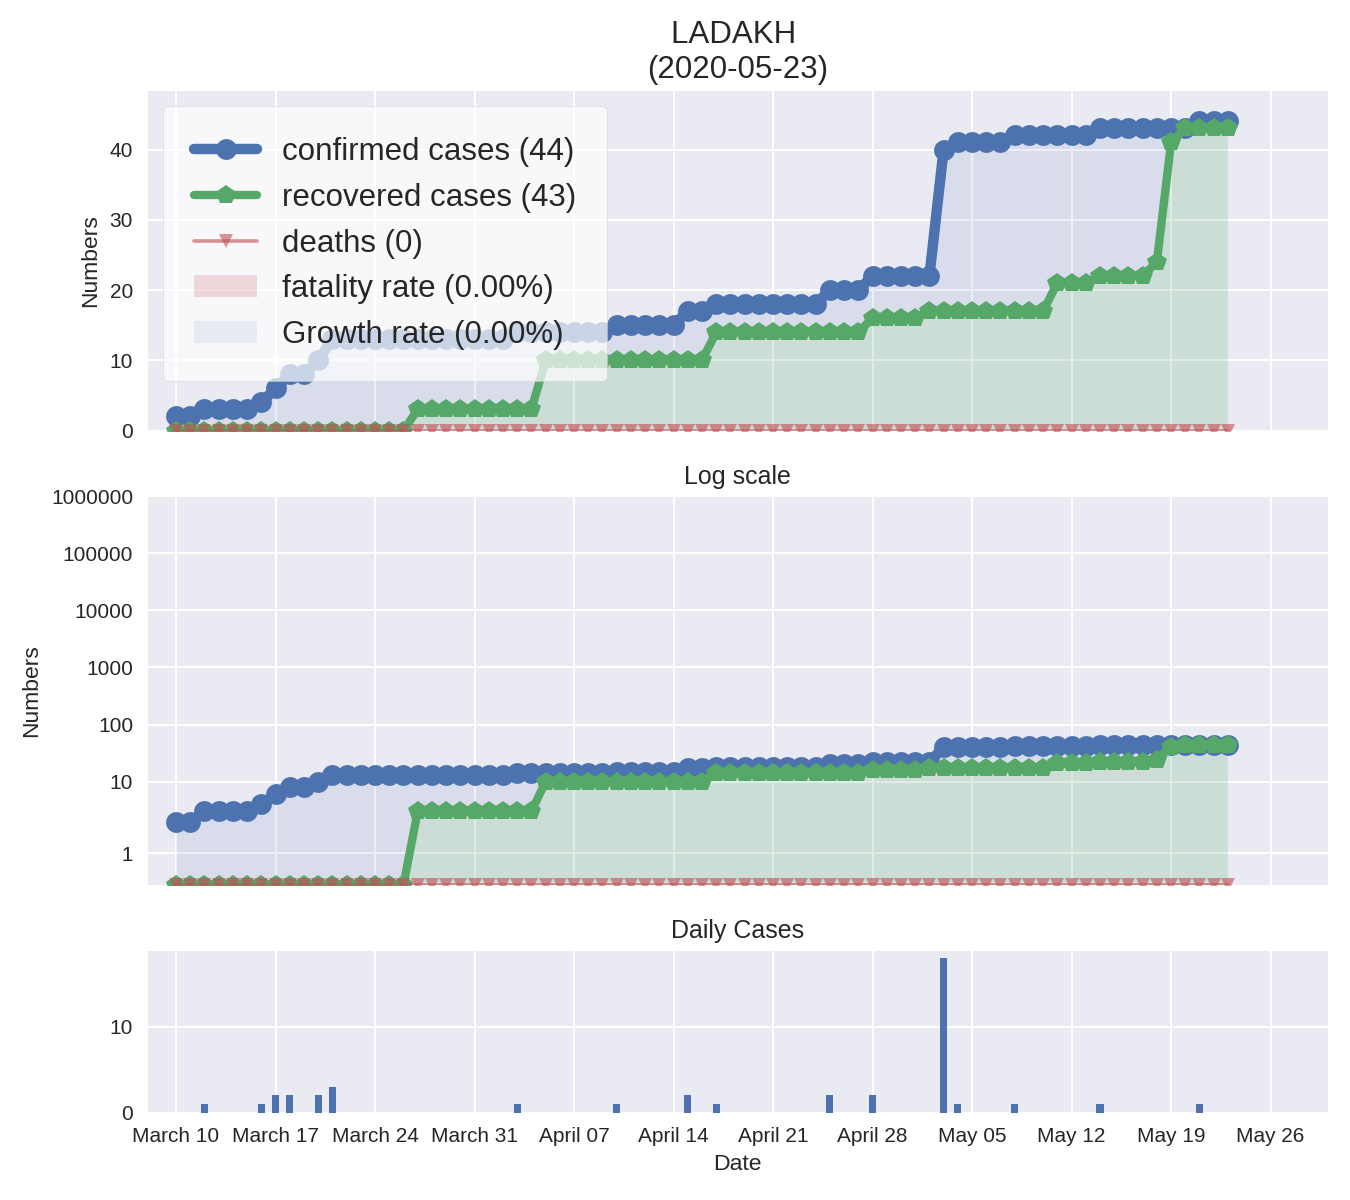 LADAKH
(2020-05-23)
confirmed cases (44)
recovered cases (43)
deaths (0)
fatality rate (0.00%)
Growth rate (0.00%)
Numbers
40
30
20
10
0
Log scale
Numbers
1000000
100000
10000
1000
100
10
1
Daily Cases
10
0
March 10 March 17 March 24 March 31 April 07 April 14 April 21 April 28 May 05 May 12 May 19 May 26
Date